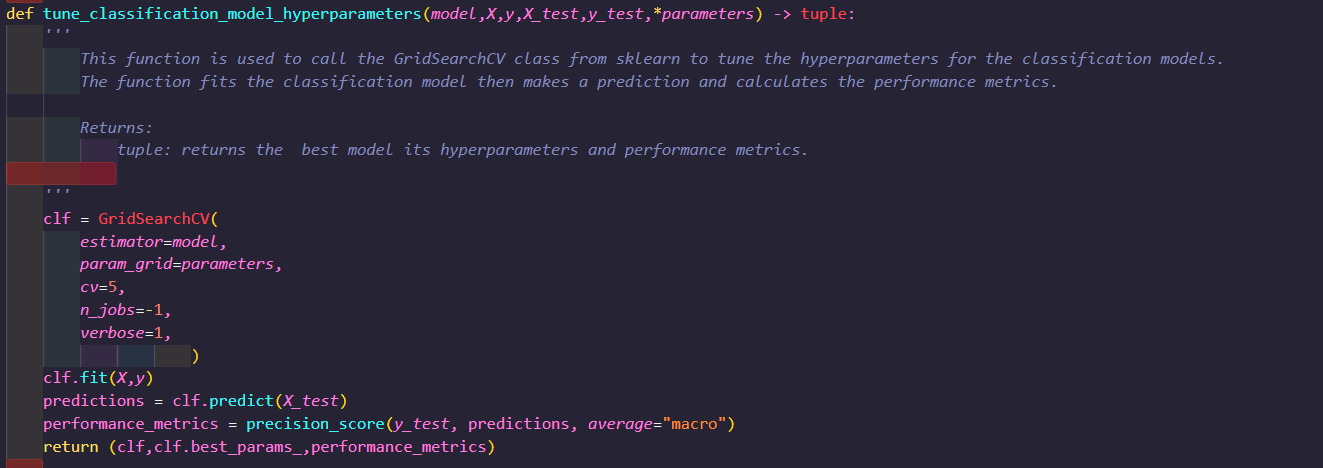 def tune_classification_model_hyperparameters(model,X,y,X_test,y_test,*parameters) -> tuple:
    '''
        This function is used to call the GridSearchCV class from sklearn to tune the hyperparameters for the classification models.
        The function fits the classification model then makes a prediction and calculates the performance metrics.

        Returns:
            tuple: returns the  best model its hyperparameters and performance metrics.

    '''
    clf = GridSearchCV(
        estimator=model,
        param_grid=parameters,
        cv=5,
        n_jobs=-1,
        verbose=1,
                    )
    clf.fit(X,y)
    predictions = clf.predict(X_test)
    performance_metrics = precision_score(y_test, predictions, average="macro")
    return (clf,clf.best_params_,performance_metrics)